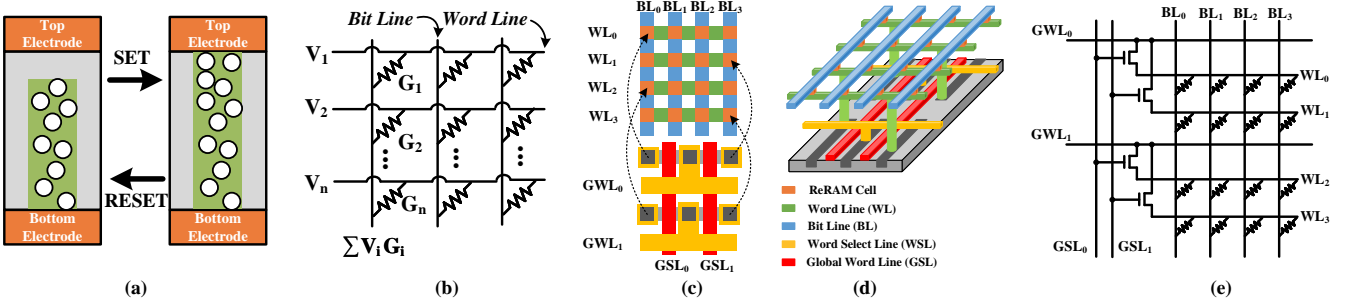 Top
Electrode
SET
RESET
Bottom
Electrode
Top
Electrode
Bottom
Electrode
(a)
Bit Line
Word Line
V1
G1
V2
G2
Vn
Gn
∑ViGi
(b)
BL0 BL1 BL2 BL3
WL0
WL1
WL2
WL3
GWL0
GWL1
GSL0 GSL1
(c)
ReRAM Cell
Word Line (WL)
Bit Line (BL)
Word Select Line (WSL)
Global Word Line (GSL)
(d)
BL0 BL1 BL2 BL3
GWL0
WL0
WL1
GWL1
WL2
WL3
GSL0 GSL1
(e)